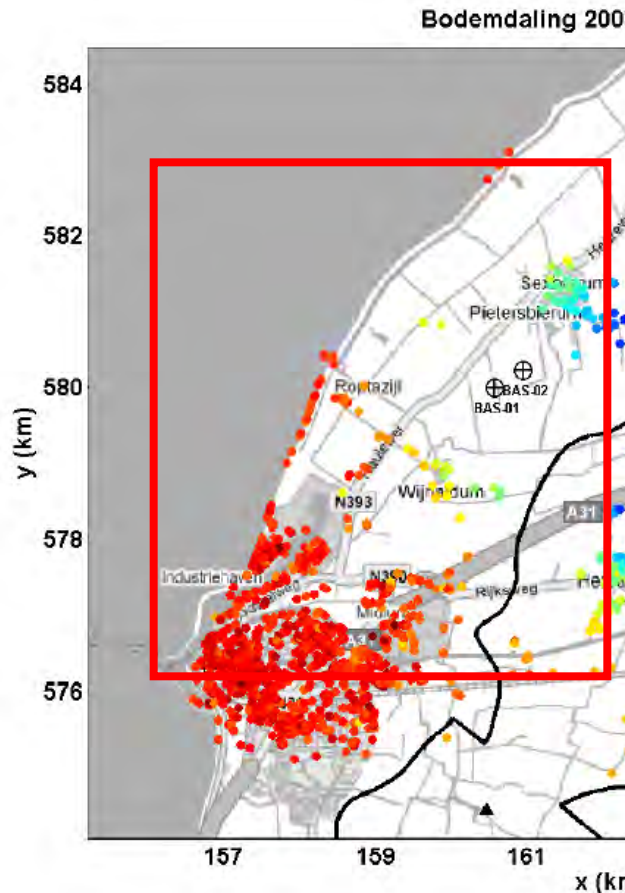 Bodemdaling 200
584
582
Pietersbierum
580
Roptazijl
BAS-02
BAS-01
y (km)
Wijnaldum
N393
A31
578
Industriehaven
N390
Rijksweg
576
157
159
161
x (km